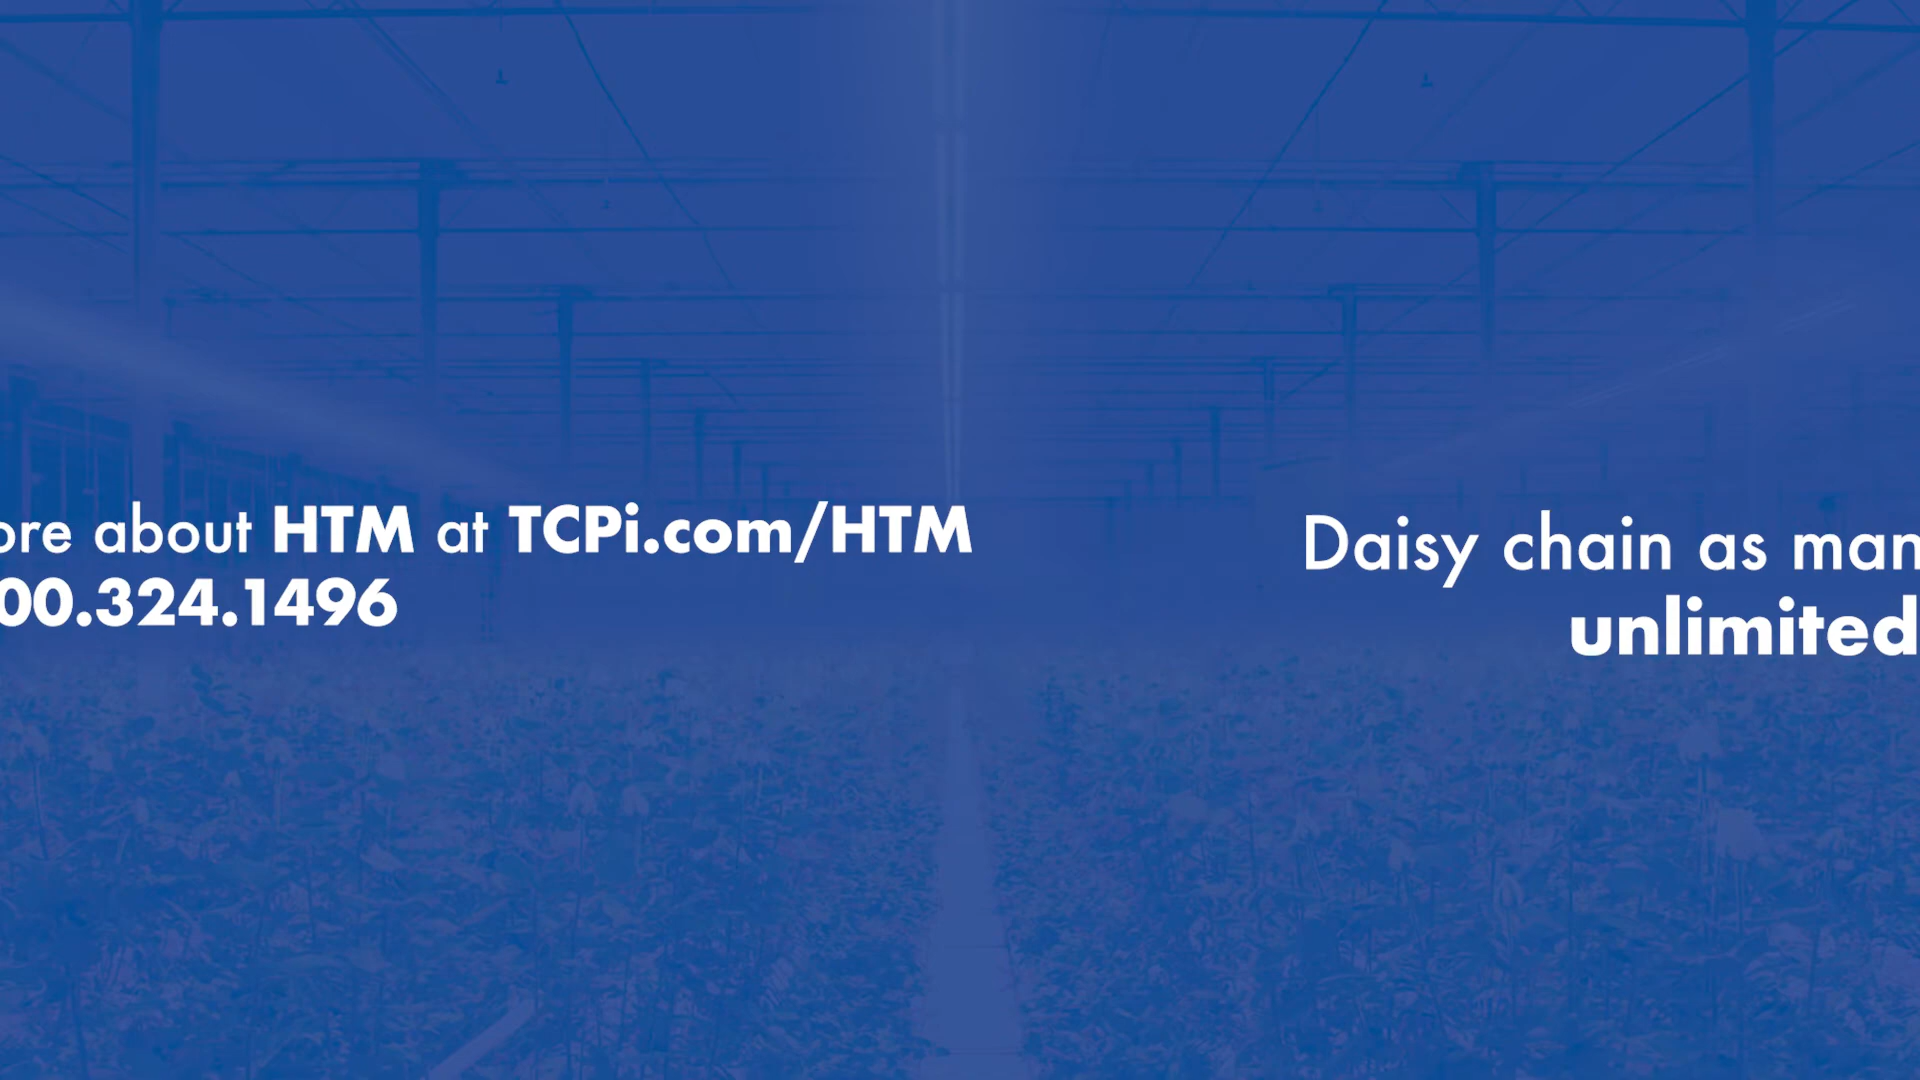 ore about HTM at TCPi.com/HTM
00.324.1496
Daisy chain as man
unlimited